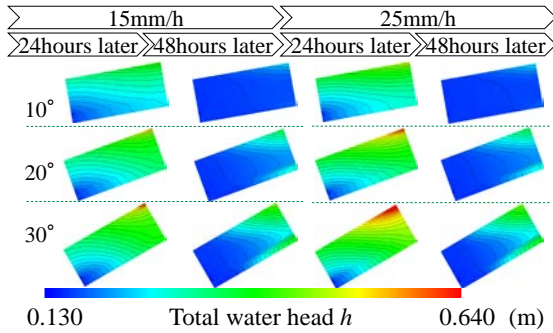 15mm/h 25mm/h
24hours later 48hours later 24hours later 48hours later
10°
20°
30°
0.130 Total water head h 0.640 (m)